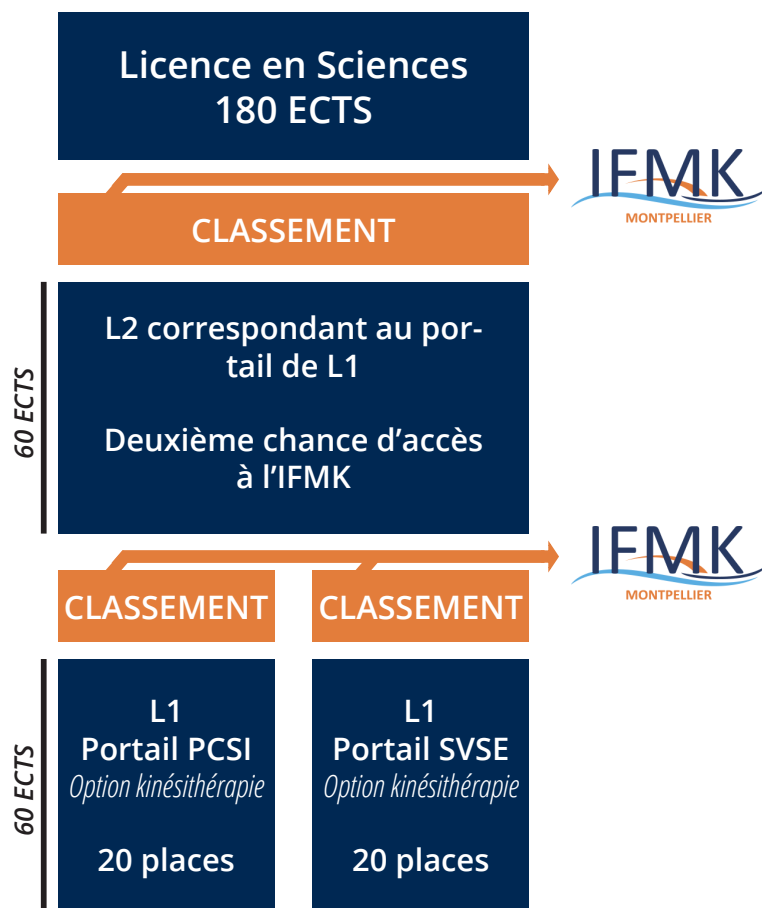 Licence en Sciences
180 ECTS
IFMK
MONTPELLIER
CLASSEMENT
60 ECTS
L2 correspondant au por-
tail de L1
Deuxième chance d’accès
à l’IFMK
IFMK
MONTPELLIER
CLASSEMENT
CLASSEMENT
60 ECTS
L1
Portail PCSI
Option kinésithérapie
20 places
L1
Portail SVSE
Option kinésithérapie
20 places